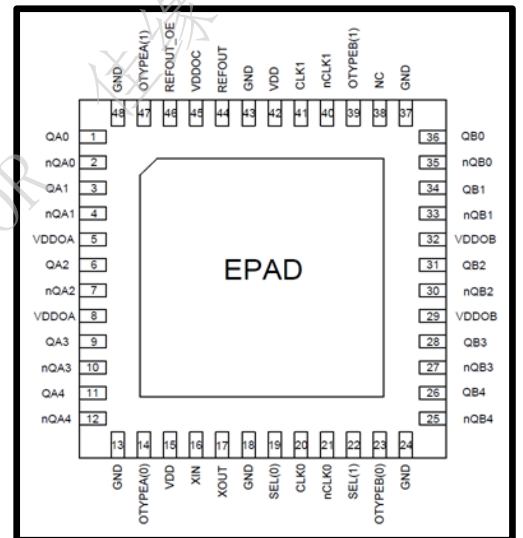 GND
OTYPEA(1)
REFOUT_OE
VDDOC
REFOUT
GND
VDD
CLK1
nCLK1
OTYPEB(1)
NC
GND
48 47 46 45 44 43 42 41 40 39 38 37
QA0 1 36 QB0
nQA0 2 35 nQB0
QA1 3 34 QB1
nQA1 4 33 nQB1
VDDOA 5 32 VDDOB
QA2 6 31 QB2
EPAD
nQA2 7 30 nQB2
VDDOA 8 29 VDDOB
QA3 9 28 QB3
nQA3 10 27 nQB3
QA4 11 26 QB4
nQA4 12 25 nQB4
13 14 15 16 17 18 19 20 21 22 23 24
GND
OTYPEA(0)
VDD
XIN
XOUT
GND
SEL(0)
CLK0
nCLK0
SEL(1)
OTYPEB(0)
GND
佳缘
OR